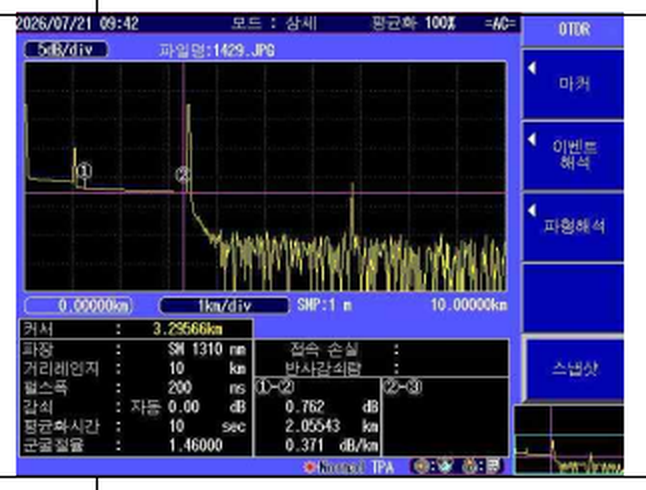 2026/07/21 09:42 모드 : 상세 평균화 100% =AC=
OTDR
5dB/div 파일명:1429.JPG
마커
이벤트
해석
파형해석
스냅샷
① ②
0.00000km 1km/div SMP:1 m 10.00000km
커서 : 3.29566km
파장 : SM 1310 nm
거리레인지 : 10 km
펄스폭 : 200 ns
감쇠 : 자동 0.00 dB
평균화시간 : 10 sec
군굴절율 : 1.46000
접속 손실 :
반사감쇠량 :
①-② ②-③
0.762 dB
2.05543 km
0.371 dB/km
Normal TPA